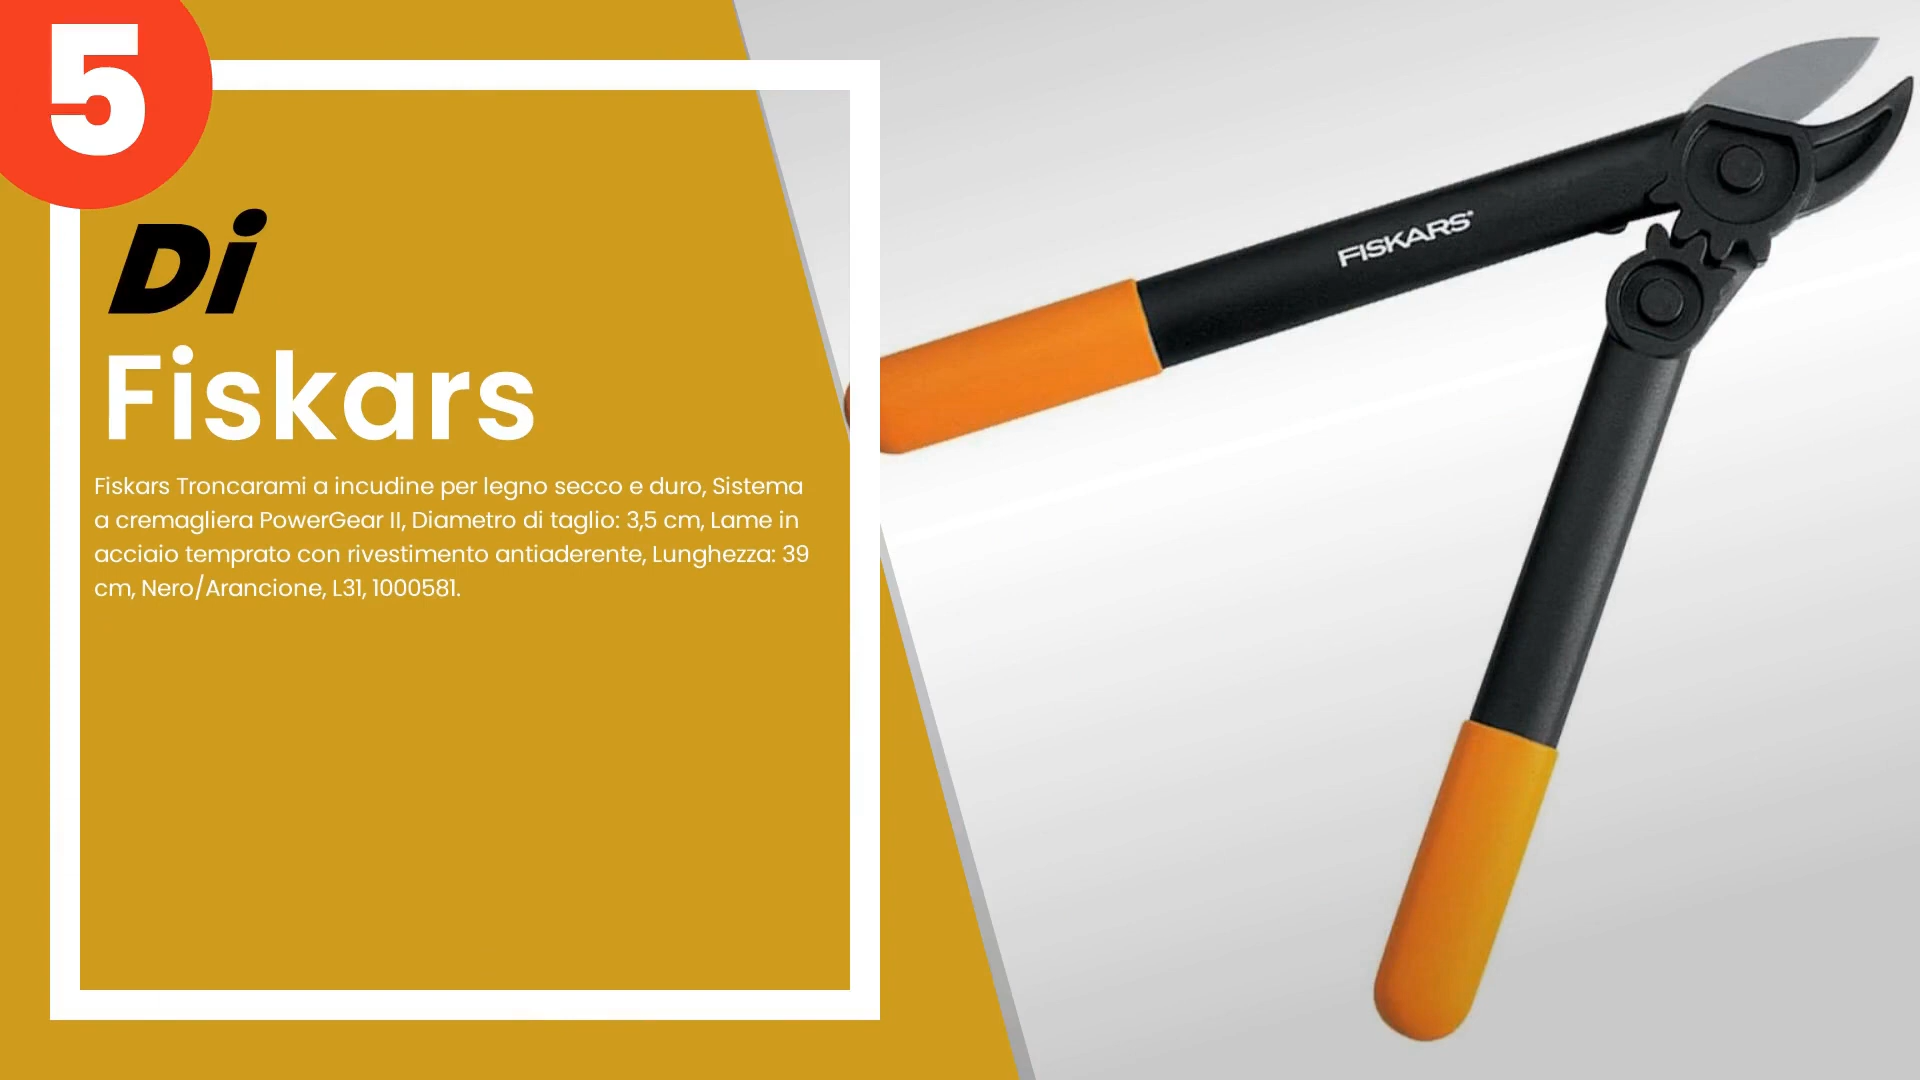 5
Di
Fiskars
Fiskars Troncarami a incudine per legno secco e duro, Sistema
a cremagliera PowerGear II, Diametro di taglio: 3,5 cm, Lame in
acciaio temprato con rivestimento antiaderente, Lunghezza: 39
cm, Nero/Arancione, L31, 1000581.
FISKARS®